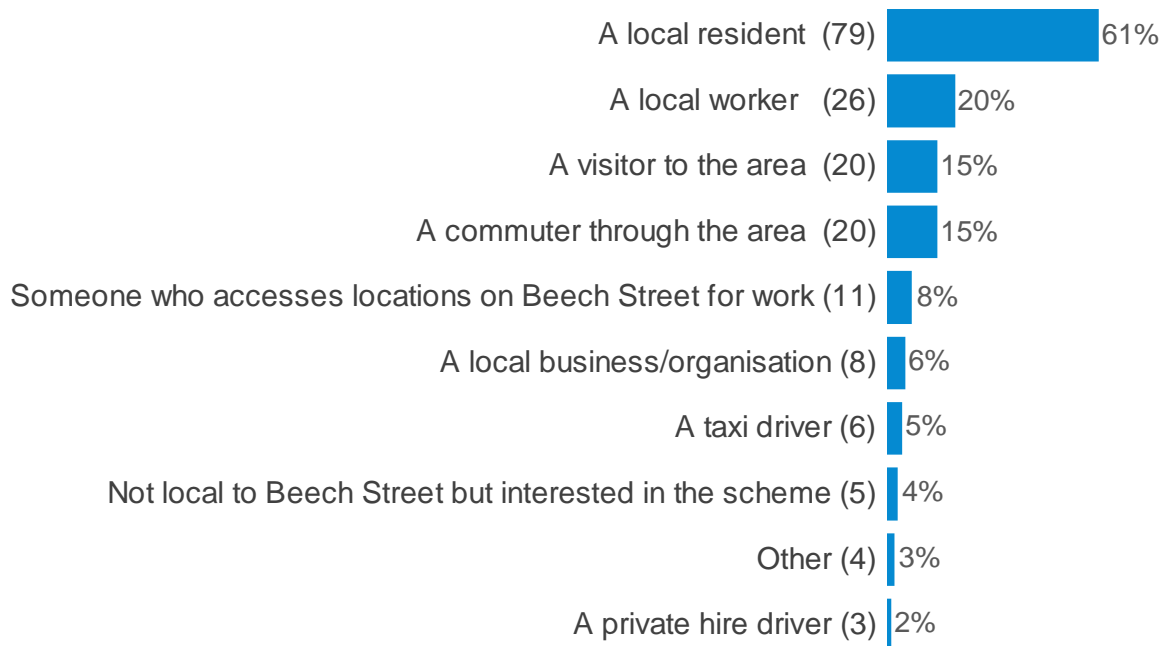 A local resident (79) 61%
A local worker (26) 20%
A visitor to the area (20) 15%
A commuter through the area (20) 15%
Someone who accesses locations on Beech Street for work (11) 8%
A local business/organisation (8) 6%
A taxi driver (6) 5%
Not local to Beech Street but interested in the scheme (5) 4%
Other (4) 3%
A private hire driver (3) 2%